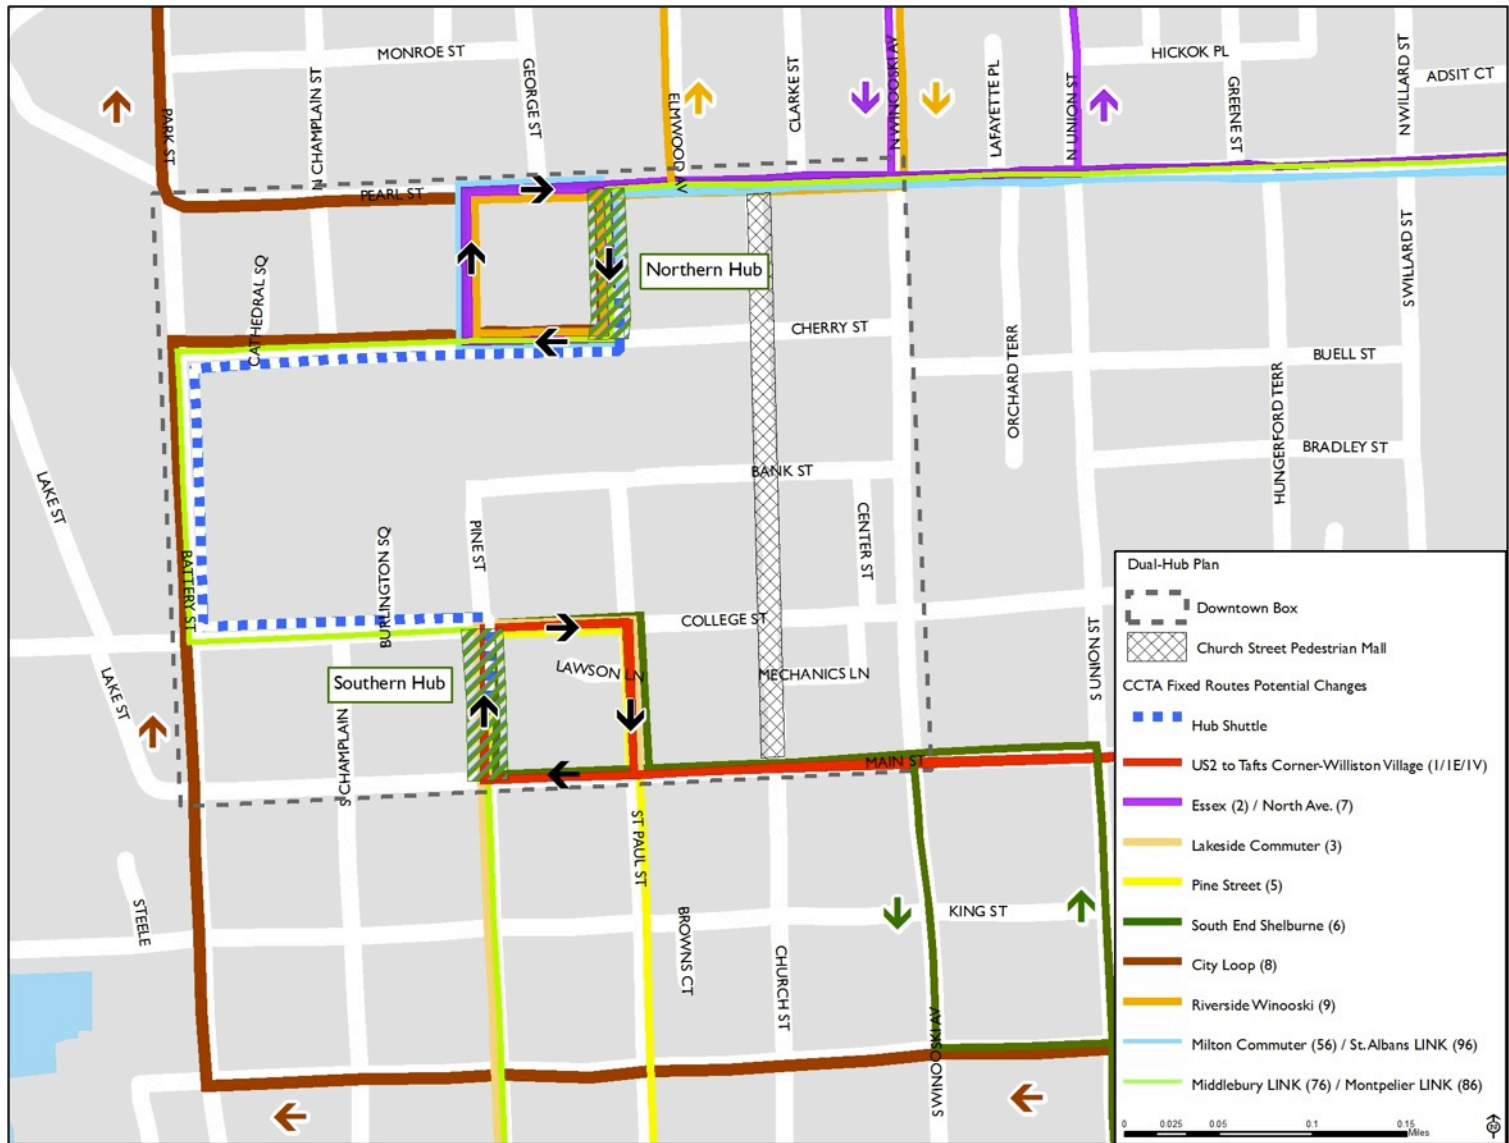 MONROE ST
HICKOK PL
ADSIT CT
PARK ST
N CHAMPLAIN ST
GEORGE ST
ELMWOOD AV
CLARKE ST
N WINOOSKI AV
LAFAYETTE PL
N UNION ST
GREENE ST
N WILLARD ST
PEARL ST
Northern Hub
CATHEDRAL SQ
CHERRY ST
ORCHARD TERR
BUELL ST
S WILLARD ST
HUNGERFORD TERR
BRADLEY ST
LAKE ST
BANK ST
PINE ST
CENTER ST
BATTERY ST
BURLINGTON SQ
COLLEGE ST
LAWSON LN
MECHANICS LN
S UNION ST
Southern Hub
LAKE ST
S CHAMPLAIN
MAIN ST
ST PAUL ST
STEELE
BROWNS CT
CHURCH ST
KING ST
S WINOOSKI AV
Dual-Hub Plan
Downtown Box
Church Street Pedestrian Mall
CCTA Fixed Routes Potential Changes
Hub Shuttle
US2 to Tafts Corner-Williston Village (1/1E/1V)
Essex (2) / North Ave. (7)
Lakeside Commuter (3)
Pine Street (5)
South End Shelburne (6)
City Loop (8)
Riverside Winooski (9)
Milton Commuter (56) / St. Albans LINK (96)
Middlebury LINK (76) / Montpelier LINK (86)
0 0.025 0.05 0.1 0.15
Miles